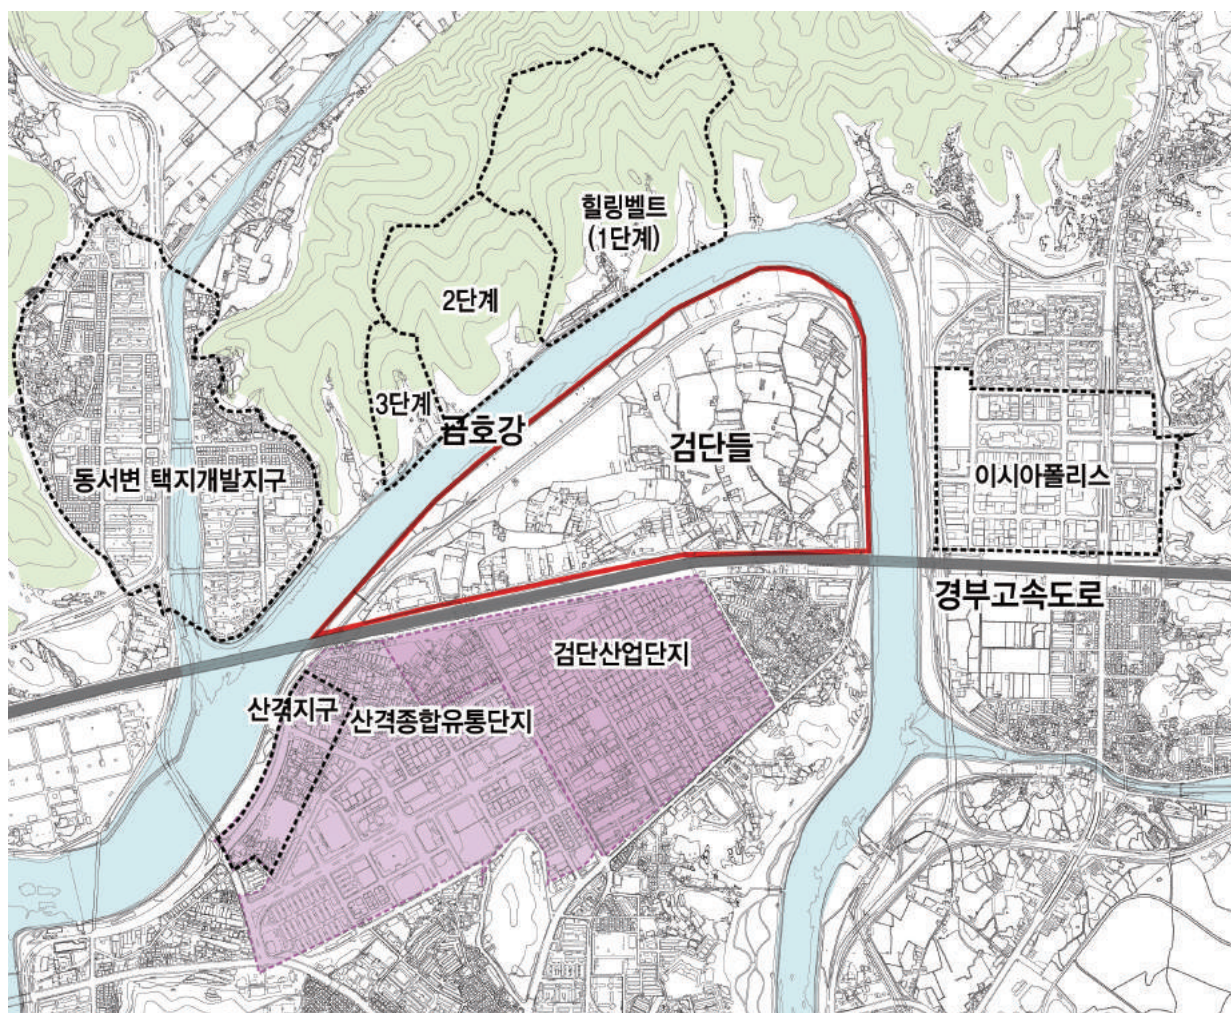 힐링벨트
(1단계)
2단계
3단계
금호강
검단들
동서변 택지개발지구
이시아폴리스
경부고속도로
검단산업단지
산격지구
산격종합유통단지